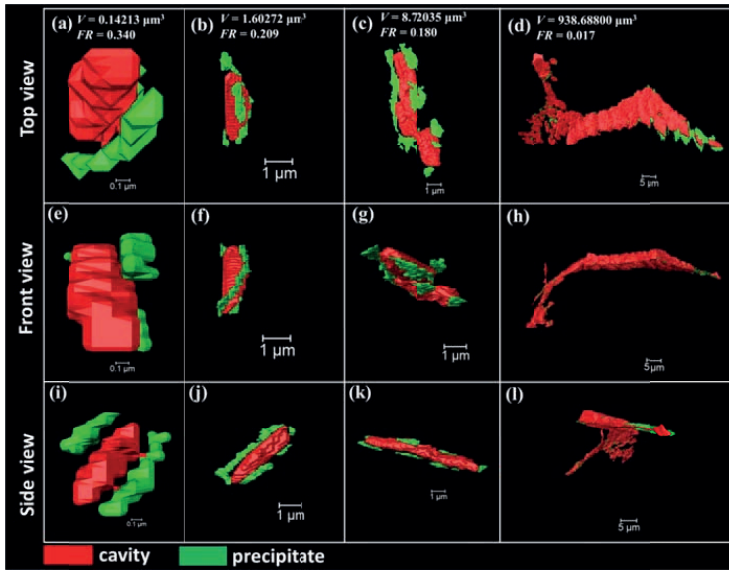 (a) V = 0.14213 μm³
FR = 0.340
(b) V = 1.60272 μm³
FR = 0.209
(c) V = 8.72035 μm³
FR = 0.180
(d) V = 938.68800 μm³
FR = 0.017
Top view
0.1 μm
1 μm
1 μm
5 μm
(e)
(f)
(g)
(h)
Front view
0.1 μm
1 μm
1 μm
5 μm
(i)
(j)
(k)
(l)
Side view
0.1 μm
1 μm
1 μm
5 μm
cavity
precipitate